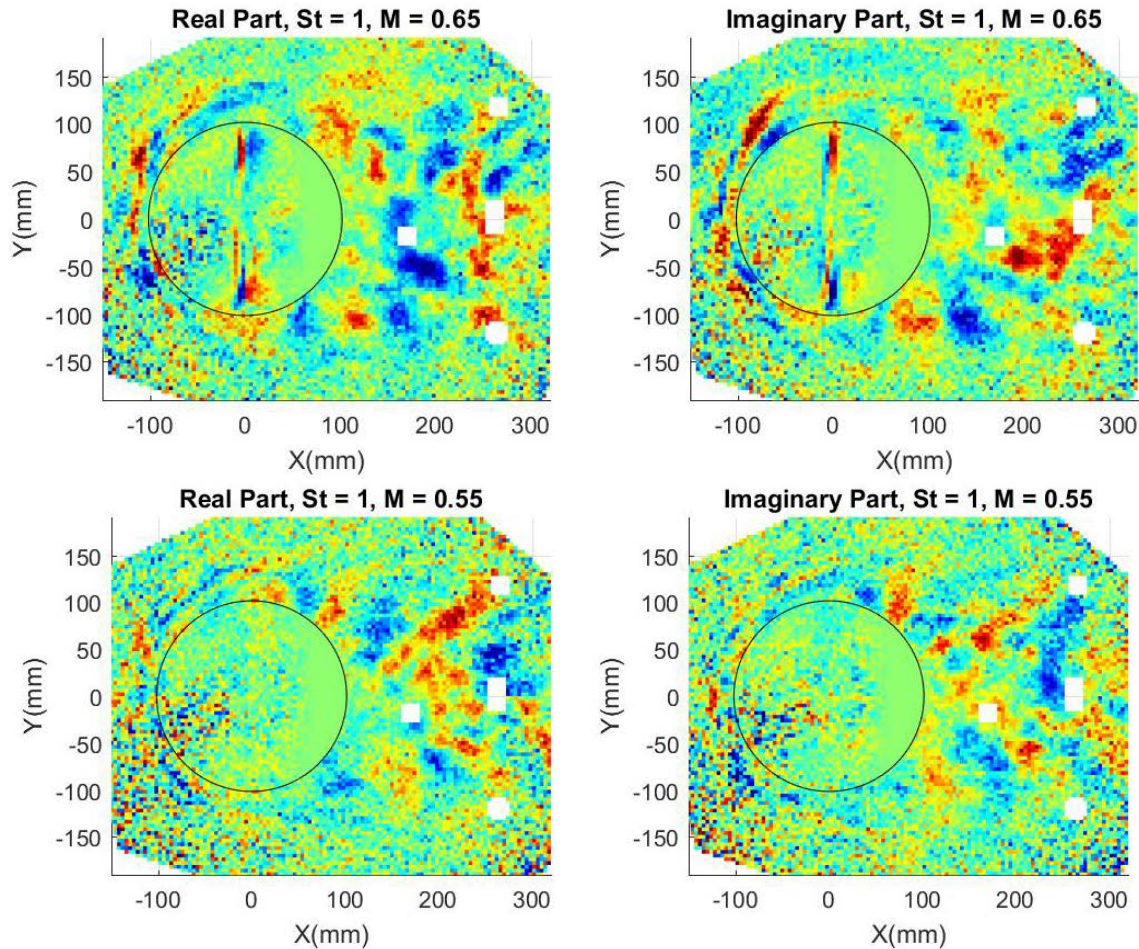 Real Part, St = 1, M = 0.65
150
100
50
0
-50
-100
-150
Y(mm)
-100 0 100 200 300
X(mm)
Imaginary Part, St = 1, M = 0.65
150
100
50
0
-50
-100
-150
Y(mm)
-100 0 100 200 300
X(mm)
Real Part, St = 1, M = 0.55
150
100
50
0
-50
-100
-150
Y(mm)
-100 0 100 200 300
X(mm)
Imaginary Part, St = 1, M = 0.55
150
100
50
0
-50
-100
-150
Y(mm)
-100 0 100 200 300
X(mm)